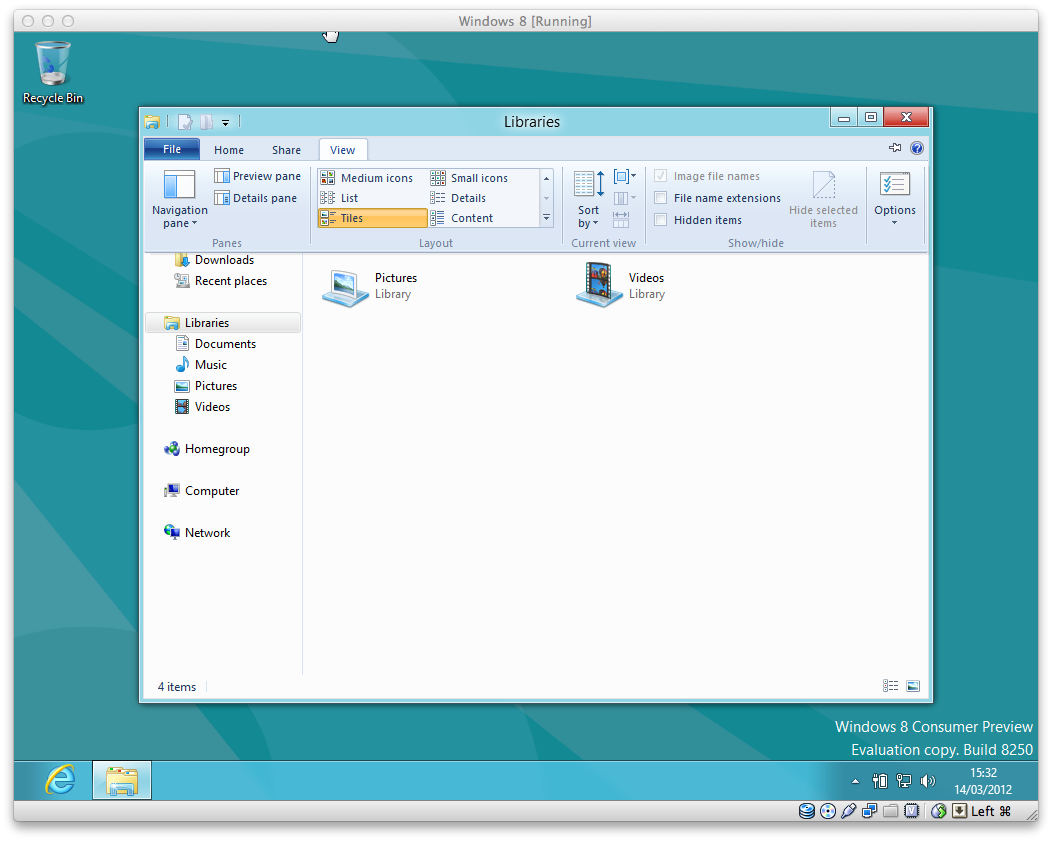 Windows 8 [Running]
Recycle Bin
Libraries
File Home Share View
Navigation pane
Preview pane
Details pane
Panes
Medium icons Small icons
List Details
Tiles Content
Layout
Sort by
Current view
Image file names
File name extensions
Hidden items
Hide selected items
Show/hide
Options
Downloads
Recent places
Libraries
Documents
Music
Pictures
Videos
Homegroup
Computer
Network
Pictures
Library
Videos
Library
4 items
Windows 8 Consumer Preview
Evaluation copy. Build 8250
15:32
14/03/2012
Left ⌘